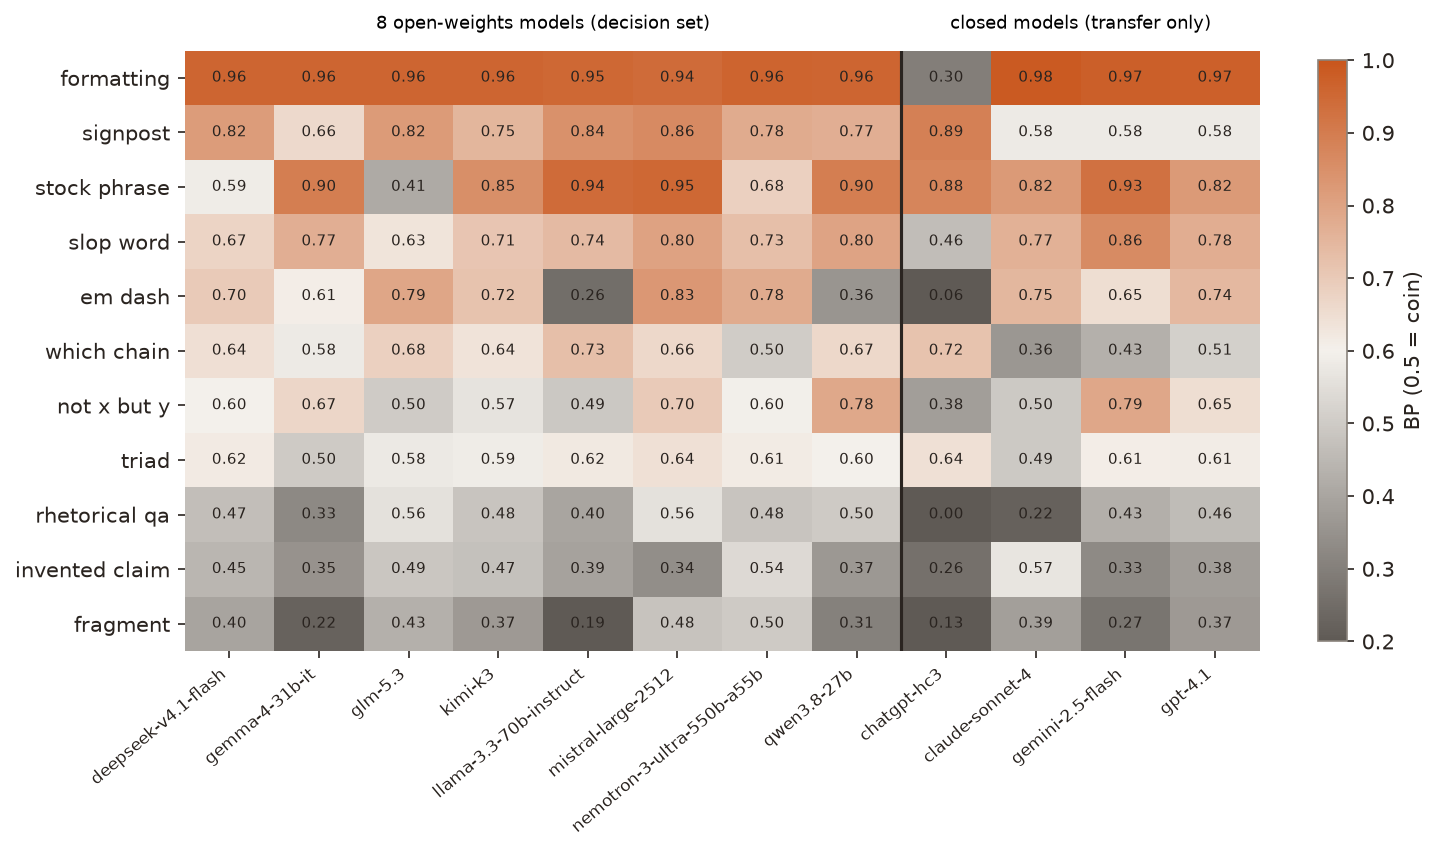 8 open-weights models (decision set) closed models (transfer only)
formatting 0.96 0.96 0.96 0.96 0.95 0.94 0.96 0.96 0.30 0.98 0.97 0.97
signpost 0.82 0.66 0.82 0.75 0.84 0.86 0.78 0.77 0.89 0.58 0.58 0.58
stock phrase 0.59 0.90 0.41 0.85 0.94 0.95 0.68 0.90 0.88 0.82 0.93 0.82
slop word 0.67 0.77 0.63 0.71 0.74 0.80 0.73 0.80 0.46 0.77 0.86 0.78
em dash 0.70 0.61 0.79 0.72 0.26 0.83 0.78 0.36 0.06 0.75 0.65 0.74
which chain 0.64 0.58 0.68 0.64 0.73 0.66 0.50 0.67 0.72 0.36 0.43 0.51
not x but y 0.60 0.67 0.50 0.57 0.49 0.70 0.60 0.78 0.38 0.50 0.79 0.65
triad 0.62 0.50 0.58 0.59 0.62 0.64 0.61 0.60 0.64 0.49 0.61 0.61
rhetorical qa 0.47 0.33 0.56 0.48 0.40 0.56 0.48 0.50 0.00 0.22 0.43 0.46
invented claim 0.45 0.35 0.49 0.47 0.39 0.34 0.54 0.37 0.26 0.57 0.33 0.38
fragment 0.40 0.22 0.43 0.37 0.19 0.48 0.50 0.31 0.13 0.39 0.27 0.37
deepseek-v4.1-flash
gemma-4-31b-it
glm-5.3
kimi-k3
llama-3.3-70b-instruct
mistral-large-2512
nemotron-3-ultra-550b-a55b
qwen3.8-27b
chatgpt-hc3
claude-sonnet-4
gemini-2.5-flash
gpt-4.1
1.0
0.9
0.8
0.7
0.6
0.5
0.4
0.3
0.2
BP (0.5 = coin)